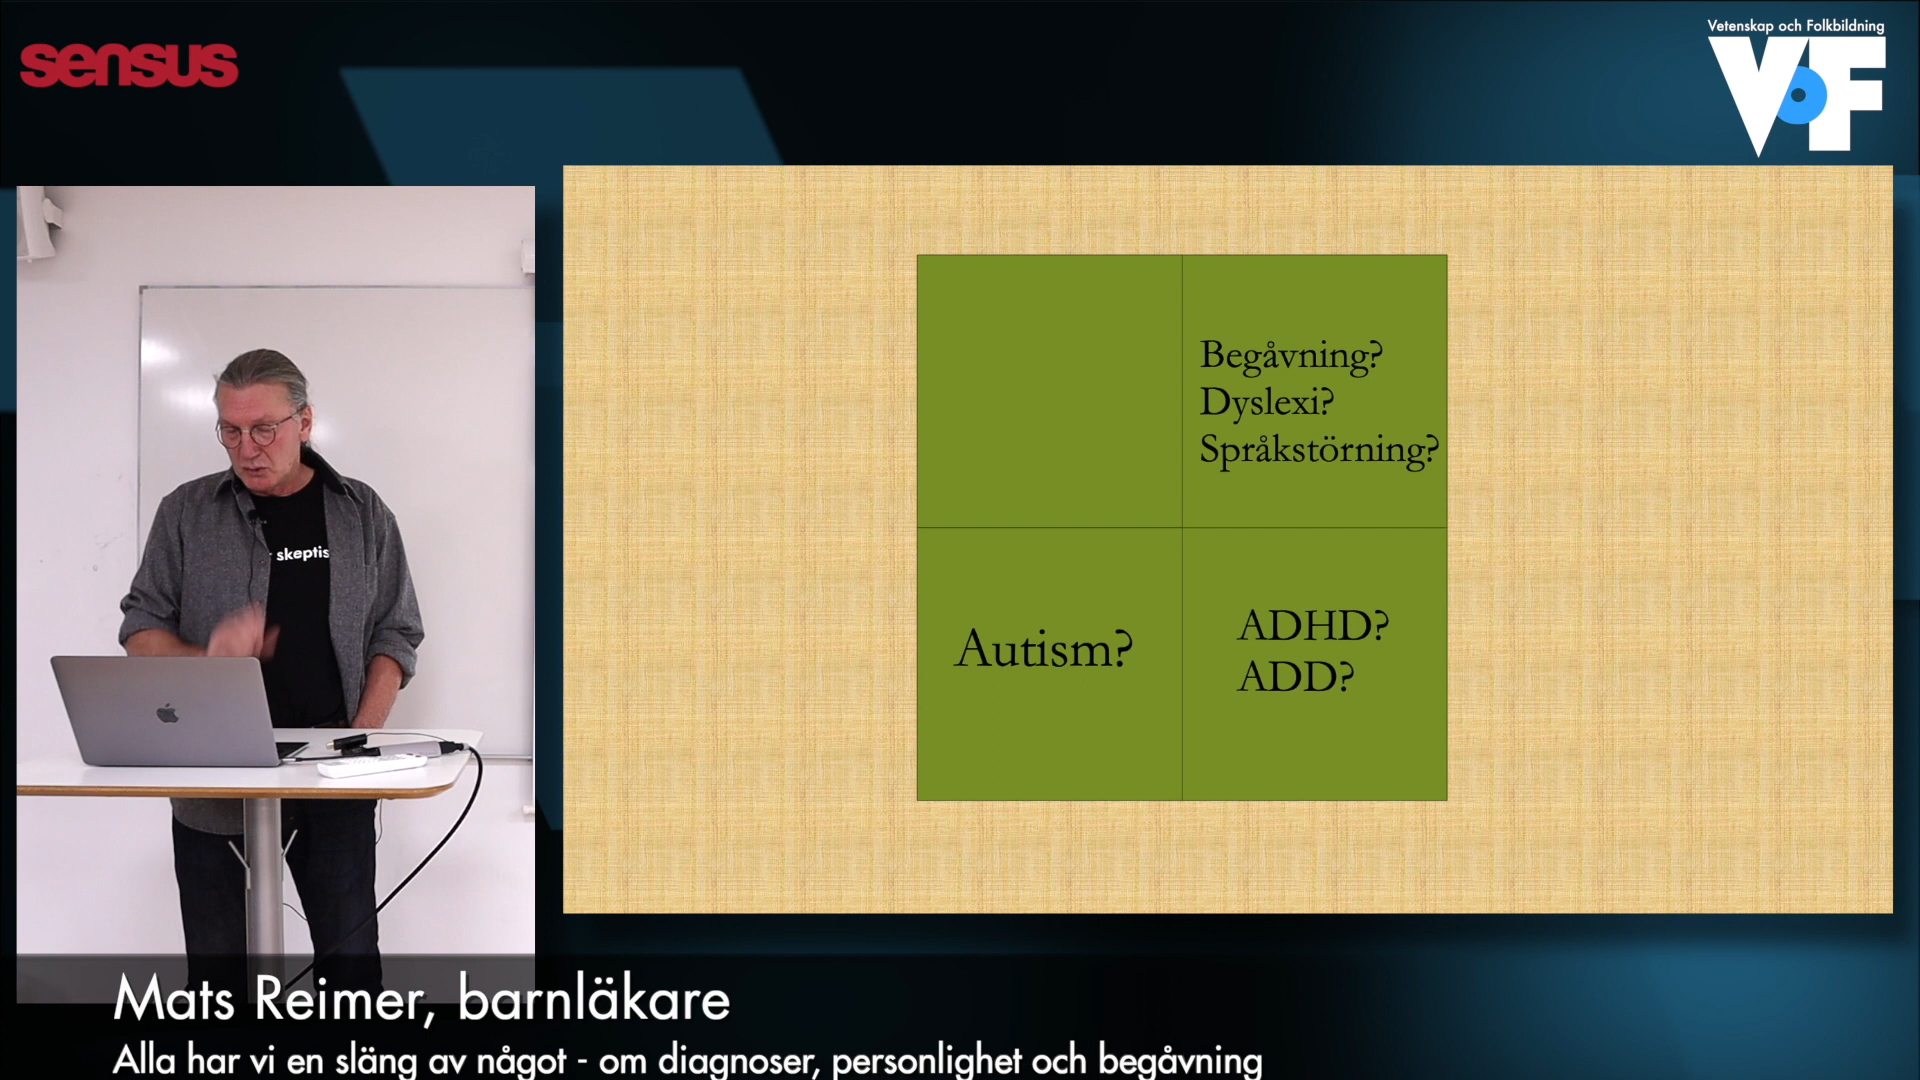 sensus
Vetenskap och Folkbildning
VoF
skeptis
Begåvning?
Dyslexi?
Språkstörning?
Autism?
ADHD?
ADD?
Mats Reimer, barnläkare
Alla har vi en släng av något - om diagnoser, personlighet och begåvning